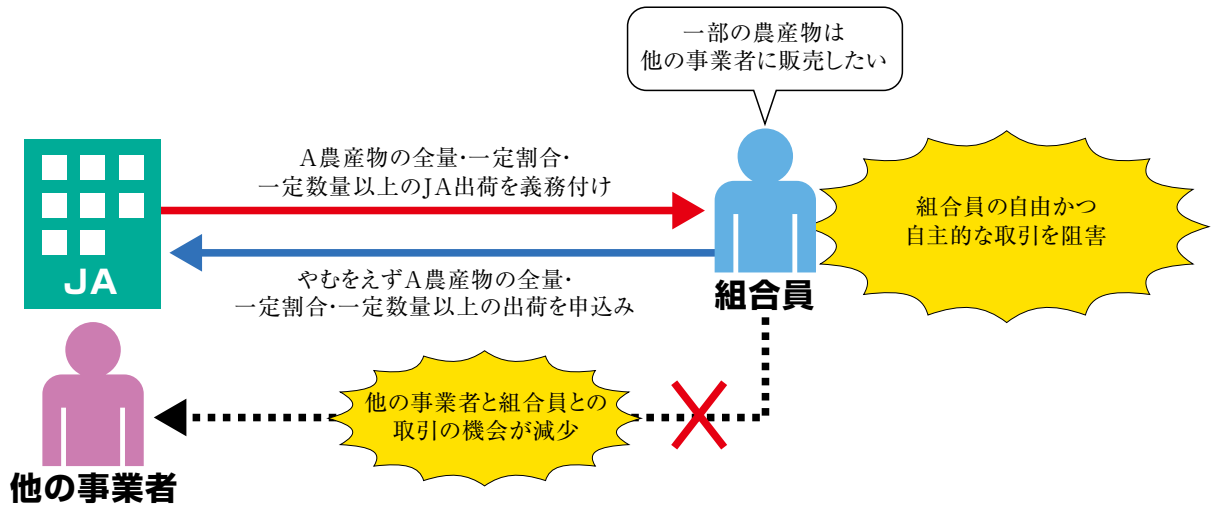 一部の農産物は
他の事業者に販売したい
A農産物の全量・一定割合・
一定数量以上のJA出荷を義務付け
組合員の自由かつ
自主的な取引を阻害
JA
やむをえずA農産物の全量・
一定割合・一定数量以上の出荷を申込み
組合員
他の事業者と組合員との
取引の機会が減少
他の事業者